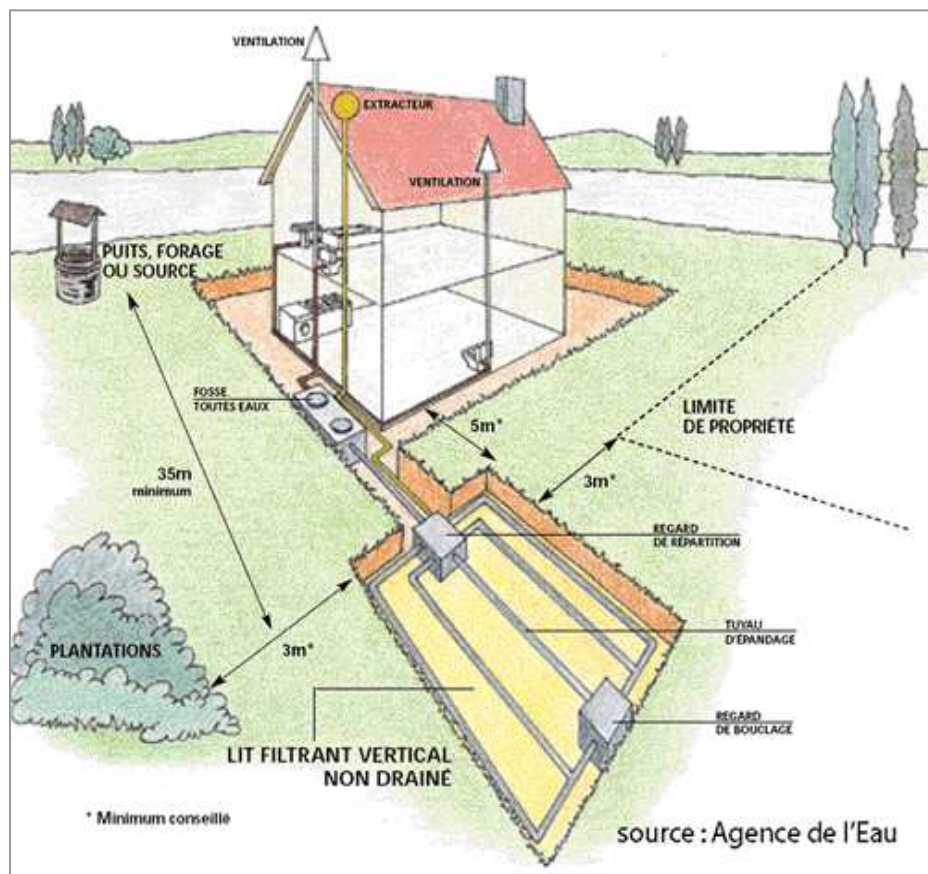 VENTILATION
EXTRACTEUR
VENTILATION
PUITS, FORAGE
OU SOURCE
FOSSE
TOUTES EAUX
5m*
LIMITE
DE PROPRIÉTÉ
35m
minimum
3m*
REGARD
DE RÉPARTITION
TUYAU
D'ÉPANDAGE
PLANTATIONS
3m*
REGARD
DE BOUCLAGE
LIT FILTRANT VERTICAL
NON DRAINÉ
* Minimum conseillé
source : Agence de l'Eau